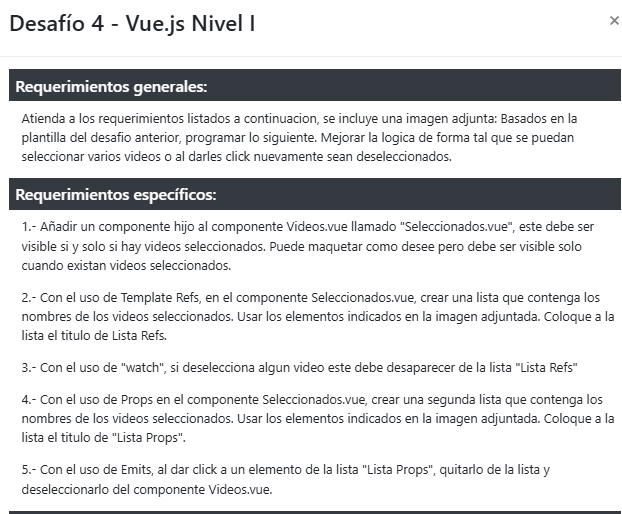 Desafío 4 - Vue.js Nivel I
×
Requerimientos generales:
Atienda a los requerimientos listados a continuacion, se incluye una imagen adjunta: Basados en la
plantilla del desafio anterior, programar lo siguiente. Mejorar la logica de forma tal que se puedan
seleccionar varios videos o al darles click nuevamente sean deseleccionados.
Requerimientos específicos:
1.- Añadir un componente hijo al componente Videos.vue llamado "Seleccionados.vue", este debe ser
visible si y solo si hay videos seleccionados. Puede maquetar como desee pero debe ser visible solo
cuando existan videos seleccionados.
2.- Con el uso de Template Refs, en el componente Seleccionados.vue, crear una lista que contenga los
nombres de los videos seleccionados. Usar los elementos indicados en la imagen adjuntada. Coloque a la
lista el titulo de Lista Refs.
3.- Con el uso de "watch", si deselecciona algun video este debe desaparecer de la lista "Lista Refs"
4.- Con el uso de Props en el componente Seleccionados.vue, crear una segunda lista que contenga los
nombres de los videos seleccionados. Usar los elementos indicados en la imagen adjuntada. Coloque a la
lista el titulo de "Lista Props".
5.- Con el uso de Emits, al dar click a un elemento de la lista "Lista Props", quitarlo de la lista y
deseleccionarlo del componente Videos.vue.